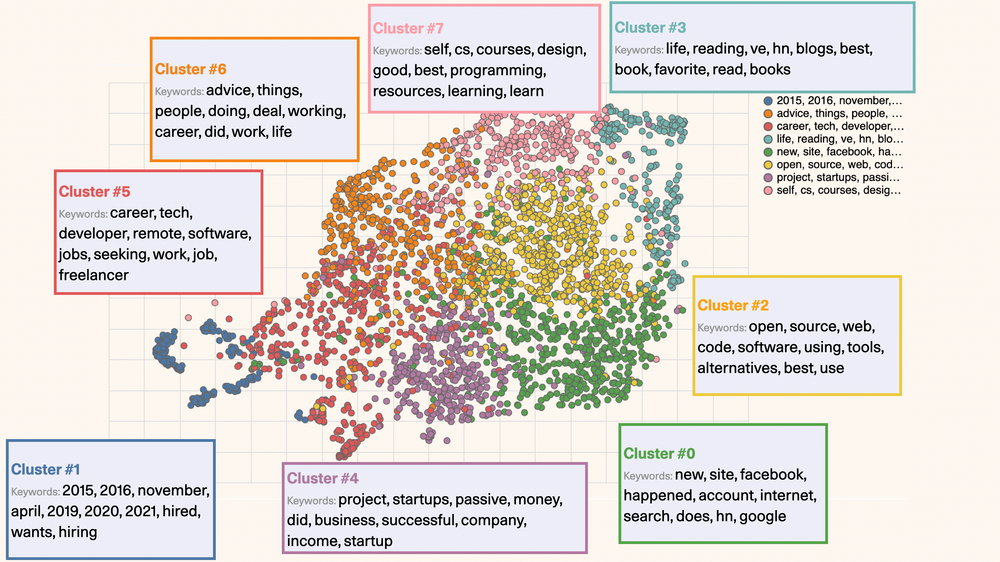 Cluster #7
Keywords: self, cs, courses, design,
good, best, programming,
resources, learning, learn
Cluster #3
Keywords: life, reading, ve, hn, blogs, best,
book, favorite, read, books
Cluster #6
Keywords: advice, things,
people, doing, deal, working,
career, did, work, life
2015, 2016, november,...
advice, things, people, ...
career, tech, developer,...
life, reading, ve, hn, blo...
new, site, facebook, ha...
open, source, web, cod...
project, startups, passi...
self, cs, courses, desig...
Cluster #5
Keywords: career, tech,
developer, remote, software,
jobs, seeking, work, job,
freelancer
Cluster #2
Keywords: open, source, web,
code, software, using, tools,
alternatives, best, use
Cluster #1
Keywords: 2015, 2016, november,
april, 2019, 2020, 2021, hired,
wants, hiring
Cluster #4
Keywords: project, startups, passive, money,
did, business, successful, company,
income, startup
Cluster #0
Keywords: new, site, facebook,
happened, account, internet,
search, does, hn, google